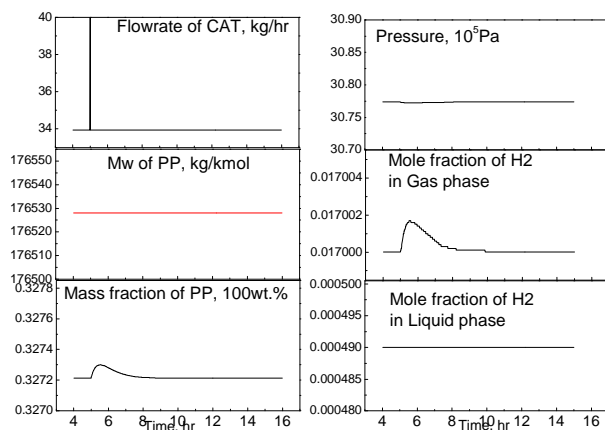 40
38
36
34
Flowrate of CAT, kg/hr
176550
176540
176530
176520
176510
176500
Mw of PP, kg/kmol
0.3278
0.3276
0.3274
0.3272
0.3270
Mass fraction of PP, 100wt.%
4 6 8 10 12 14 16
Time, hr
30.90
30.85
30.80
30.75
30.70
Pressure, 10⁵Pa
0.017004
0.017002
0.017000
Mole fraction of H2
in Gas phase
0.000500
0.000495
0.000490
0.000485
0.000480
Mole fraction of H2
in Liquid phase
4 6 8 10 12 14 16
Time, hr